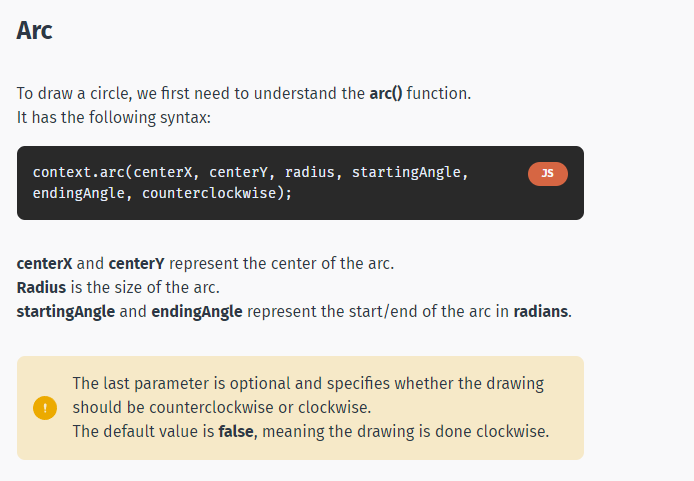 Arc
To draw a circle, we first need to understand the arc() function.
It has the following syntax:
context.arc(centerX, centerY, radius, startingAngle,
endingAngle, counterclockwise);
JS
centerX and centerY represent the center of the arc.
Radius is the size of the arc.
startingAngle and endingAngle represent the start/end of the arc in radians.
!
The last parameter is optional and specifies whether the drawing
should be counterclockwise or clockwise.
The default value is false, meaning the drawing is done clockwise.